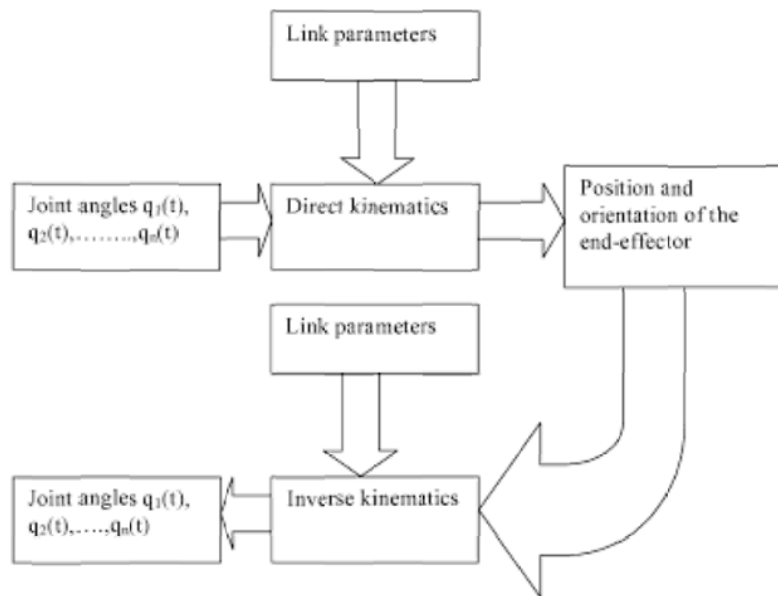 Link parameters
Joint angles q₁(t),
q₂(t),........,qₙ(t)
Direct kinematics
Position and
orientation of the
end-effector
Link parameters
Joint angles q₁(t),
q₂(t),....,qₙ(t)
Inverse kinematics